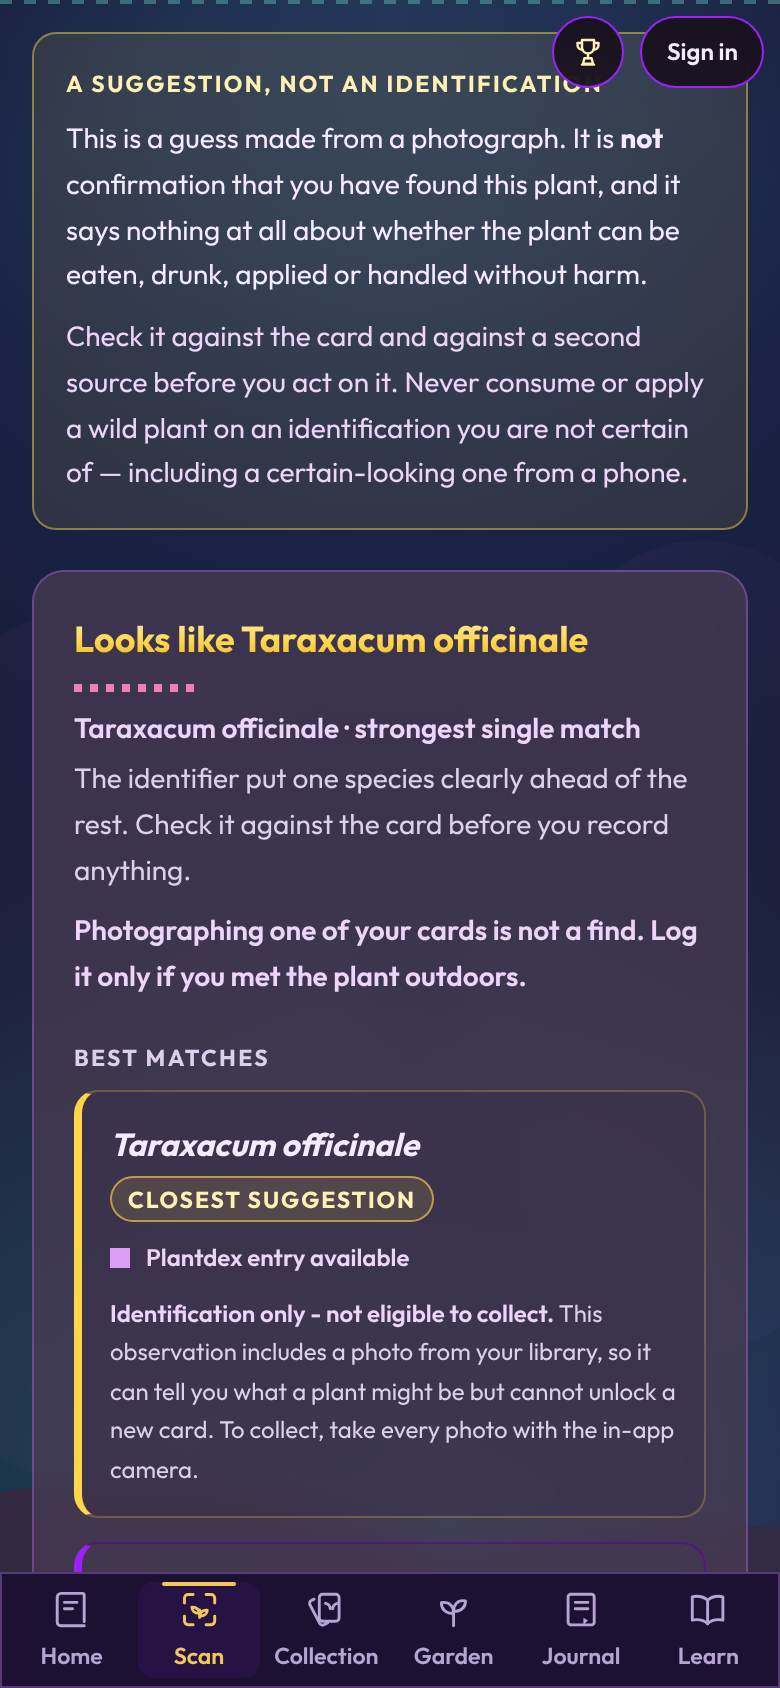 Sign in
A SUGGESTION, NOT AN IDENTIFICATION
This is a guess made from a photograph. It is not
confirmation that you have found this plant, and it
says nothing at all about whether the plant can be
eaten, drunk, applied or handled without harm.
Check it against the card and against a second
source before you act on it. Never consume or apply
a wild plant on an identification you are not certain
of — including a certain-looking one from a phone.
Looks like Taraxacum officinale
Taraxacum officinale · strongest single match
The identifier put one species clearly ahead of the
rest. Check it against the card before you record
anything.
Photographing one of your cards is not a find. Log
it only if you met the plant outdoors.
BEST MATCHES
Taraxacum officinale
CLOSEST SUGGESTION
Plantdex entry available
Identification only - not eligible to collect. This
observation includes a photo from your library, so it
can tell you what a plant might be but cannot unlock a
new card. To collect, take every photo with the in-app
camera.
Home Scan Collection Garden Journal Learn